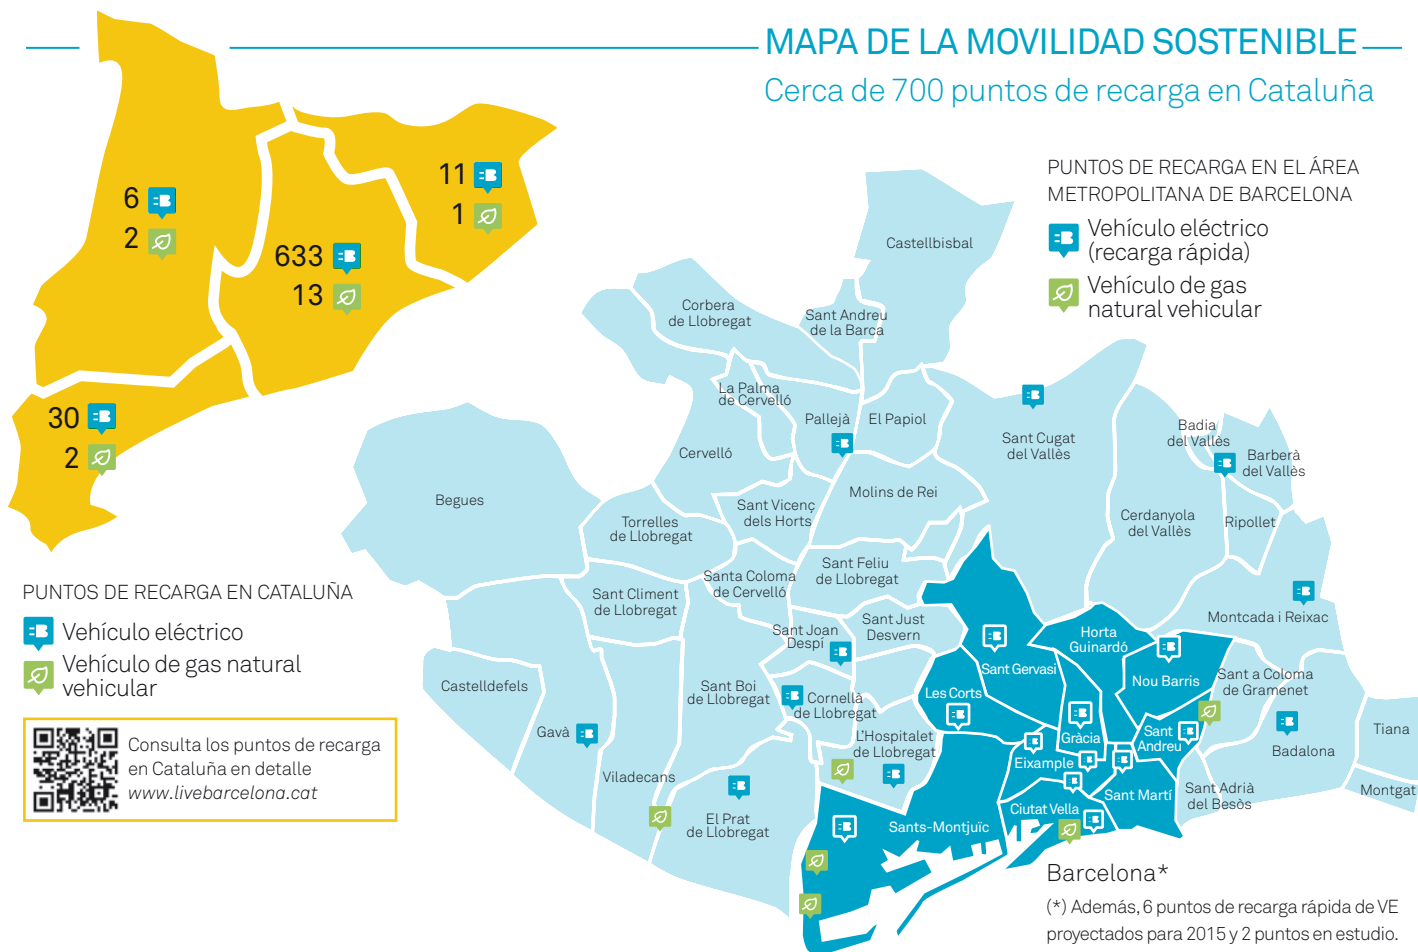 MAPA DE LA MOVILIDAD SOSTENIBLE
Cerca de 700 puntos de recarga en Cataluña
6
2
11
1
633
13
30
2
PUNTOS DE RECARGA EN CATALUÑA
Vehículo eléctrico
Vehículo de gas natural
vehicular
Consulta los puntos de recarga
en Cataluña en detalle
www.livebarcelona.cat
PUNTOS DE RECARGA EN EL ÁREA
METROPOLITANA DE BARCELONA
Vehículo eléctrico
(recarga rápida)
Vehículo de gas
natural vehicular
Castellbisbal
Corbera
de Llobregat
Sant Andreu
de la Barca
La Palma
de Cervelló
Pallejà
El Papiol
Sant Cugat
del Vallès
Badia
del Vallès
Barberà
del Vallès
Cervelló
Begues
Molins de Rei
Sant Vicenç
dels Horts
Torrelles
de Llobregat
Cerdanyola
del Vallès
Ripollet
Sant Feliu
de Llobregat
Santa Coloma
de Cervelló
Sant Climent
de Llobregat
Montcada i Reixac
Sant Just
Desvern
Sant Joan
Despí
Horta
Guinardó
Sant Gervasi
Nou Barris
Sant a Coloma
de Gramenet
Castelldefels
Sant Boi
de Llobregat
Cornellà
de Llobregat
Les Corts
Gavà
L'Hospitalet
de Llobregat
Gràcia
Sant
Andreu
Badalona
Tiana
Eixample
Viladecans
Sant Martí
Sant Adrià
del Besòs
Montgat
El Prat
de Llobregat
Ciutat Vella
Sants-Montjuïc
Barcelona*
(*) Además, 6 puntos de recarga rápida de VE
proyectados para 2015 y 2 puntos en estudio.